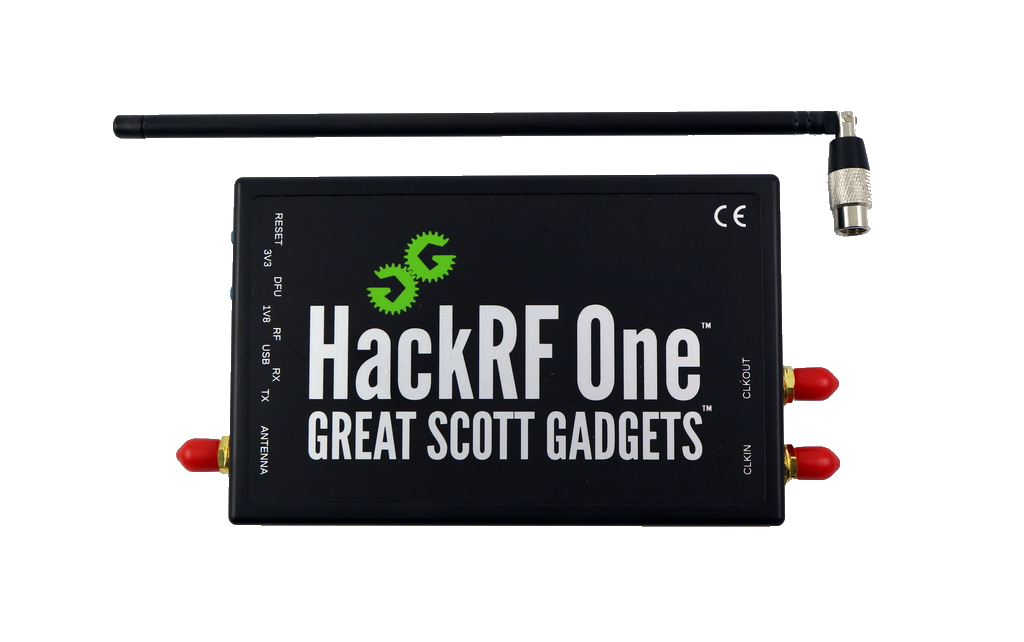 CE
RESET
3V3
DFU
1V8
RF
USB
RX
TX
ANTENNA
HackRF One™
GREAT SCOTT GADGETS™
CLKOUT
CLKIN